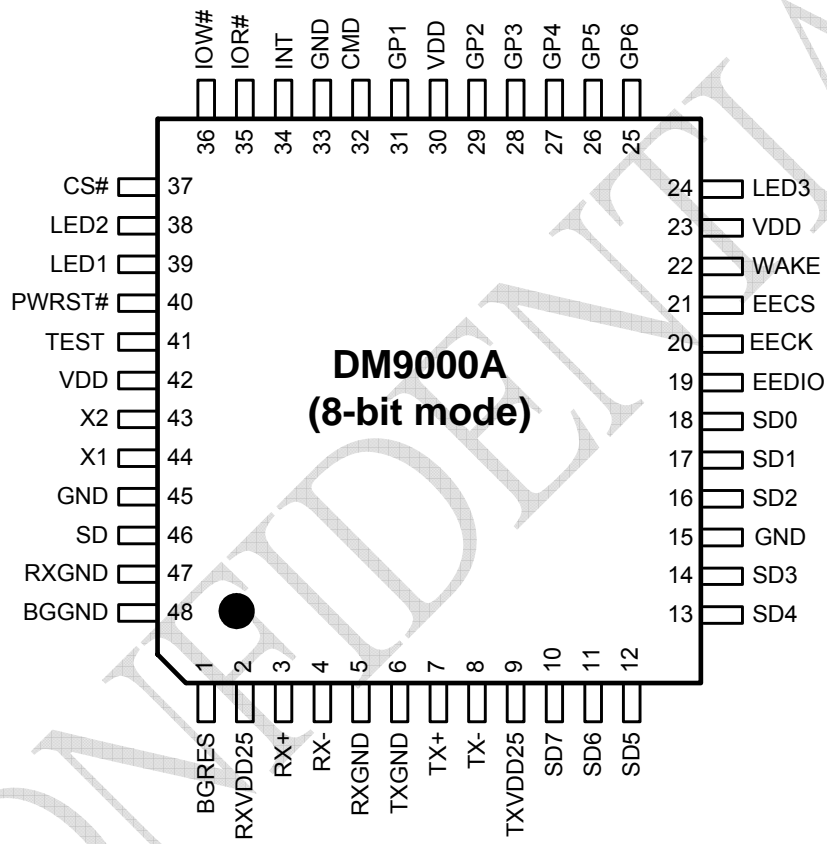 IOW# IOR# INT GND CMD GP1 VDD GP2 GP3 GP4 GP5 GP6
36 35 34 33 32 31 30 29 28 27 26 25
CS# 37
LED2 38
LED1 39
PWRST# 40
TEST 41
VDD 42
X2 43
X1 44
GND 45
SD 46
RXGND 47
BGGND 48
DM9000A
(8-bit mode)
24 LED3
23 VDD
22 WAKE
21 EECS
20 EECK
19 EEDIO
18 SD0
17 SD1
16 SD2
15 GND
14 SD3
13 SD4
1 2 3 4 5 6 7 8 9 10 11 12
BGRES RXVDD25 RX+ RX- RXGND TXGND TX+ TX- TXVDD25 SD7 SD6 SD5
ONFIDENTIA